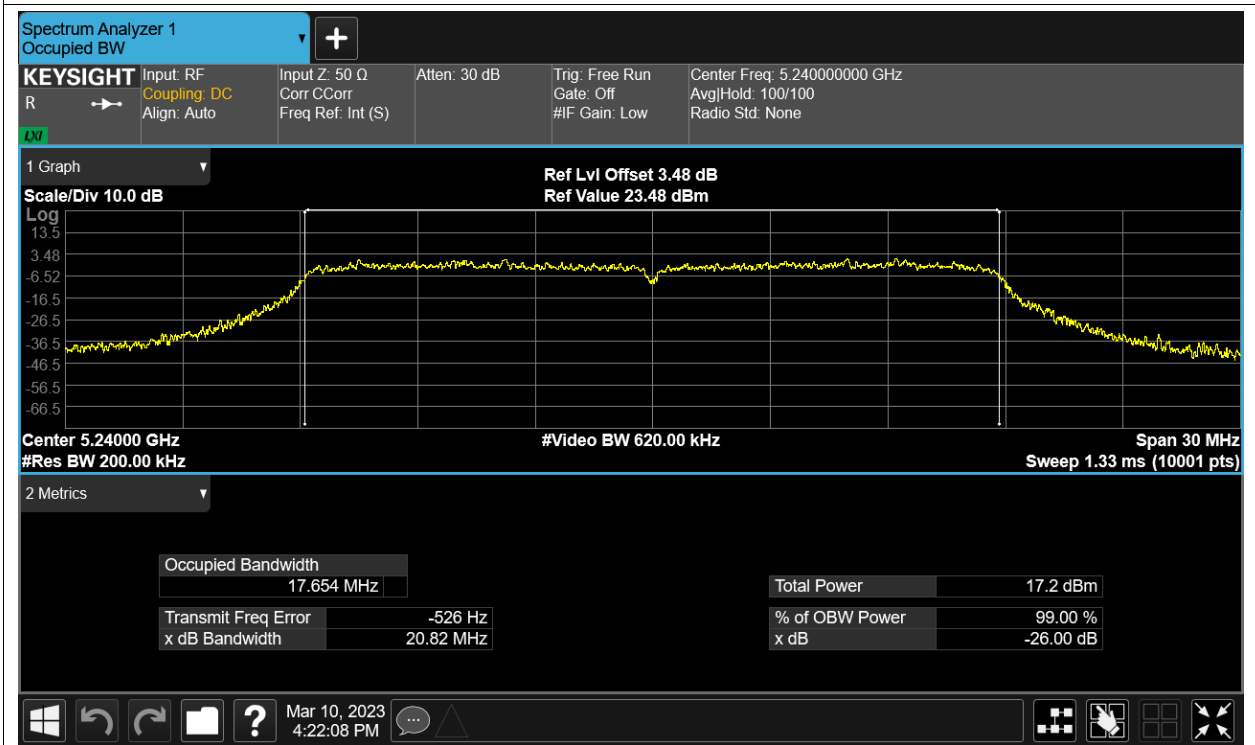 Spectrum Analyzer 1
Occupied BW
KEYSIGHT
R
LXI
Input: RF
Coupling: DC
Align: Auto
Input Z: 50 Ω
Corr CCorr
Freq Ref: Int (S)
Atten: 30 dB
Trig: Free Run
Gate: Off
#IF Gain: Low
Center Freq: 5.240000000 GHz
Avg|Hold: 100/100
Radio Std: None
1 Graph
Scale/Div 10.0 dB
Ref Lvl Offset 3.48 dB
Ref Value 23.48 dBm
Log
13.5
3.48
-6.52
-16.5
-26.5
-36.5
-46.5
-56.5
-66.5
Center 5.24000 GHz
#Video BW 620.00 kHz
Span 30 MHz
#Res BW 200.00 kHz
Sweep 1.33 ms (10001 pts)
2 Metrics
Occupied Bandwidth
17.654 MHz
Total Power 17.2 dBm
Transmit Freq Error -526 Hz
% of OBW Power 99.00 %
x dB Bandwidth 20.82 MHz
x dB -26.00 dB
?
Mar 10, 2023
4:22:08 PM